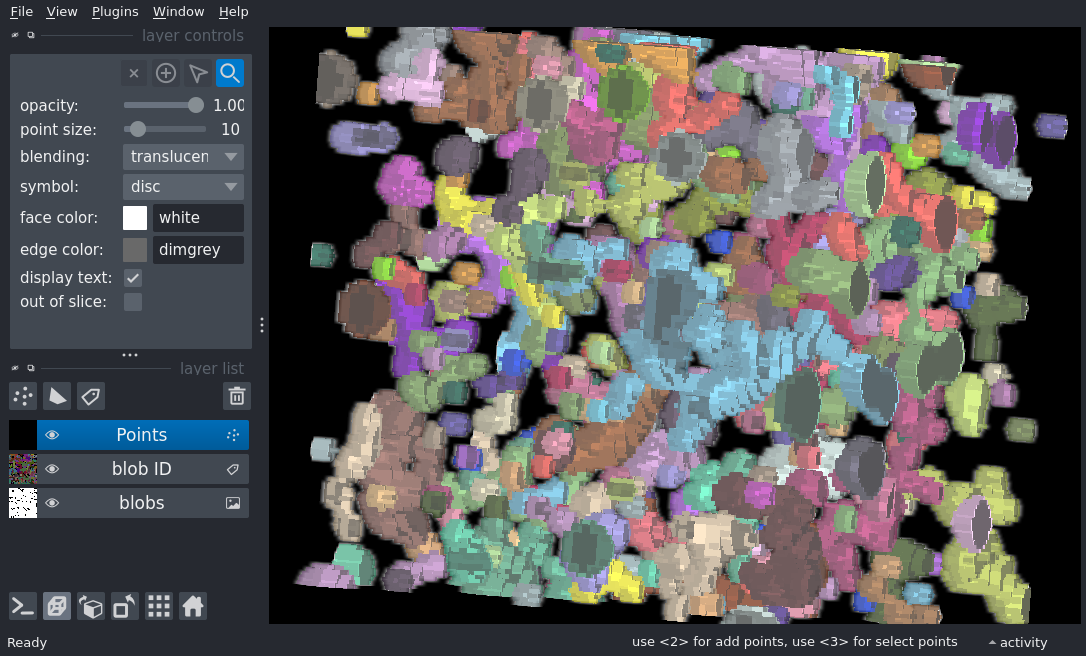 File View Plugins Window Help
layer controls
opacity: 1.00
point size: 10
blending: translucen
symbol: disc
face color: white
edge color: dimgrey
display text:
out of slice:
layer list
Points
blob ID
blobs
Ready
use <2> for add points, use <3> for select points
activity